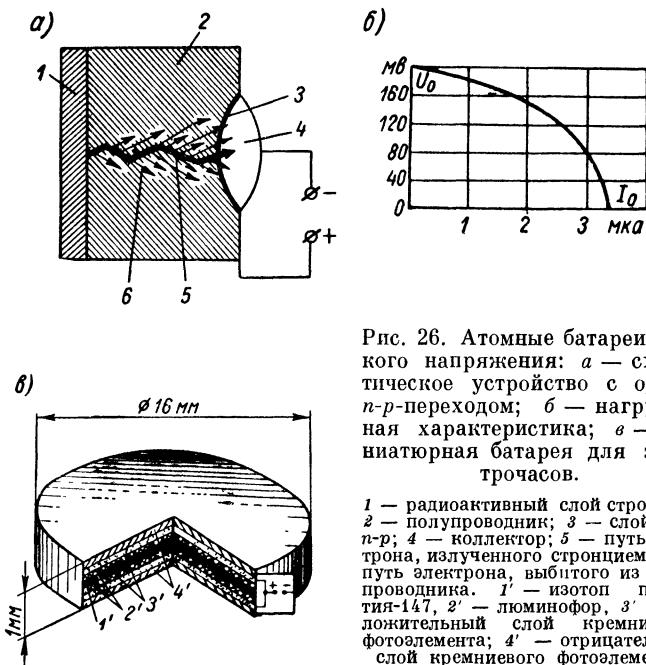 а)
2
1
3
4
–
+
6
5
б)
мв
U₀
160
120
80
40
0
I₀
1 2 3 мка
в)
⌀ 16 мм
1мм
1' 2' 3' 4'
+ –
Рис. 26. Атомные батареи
кого напряжения: а — сх
тическое устройство с о
n-p-переходом; б — нагру
ная характеристика; в —
ниатюрная батарея для э
трочасов.
1 — радиоактивный слой стро
2 — полупроводник; 3 — слой
n-p; 4 — коллектор; 5 — путь
трона, излученного стронцием
путь электрона, выбитого из
проводника. 1' — изотоп п
тия-147, 2' — люминофор, 3'
ложительный слой кремни
фотоэлемента; 4' — отрицател
слой кремниевого фотоэлеме